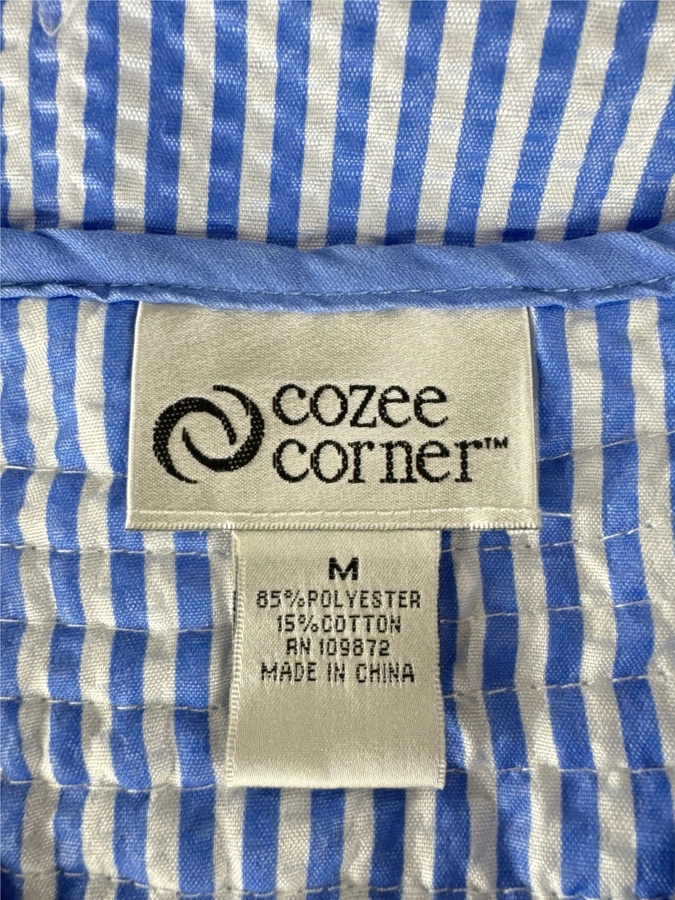 cozee
corner™
M
85%POLYESTER
15%COTTON
RN 109872
MADE IN CHINA